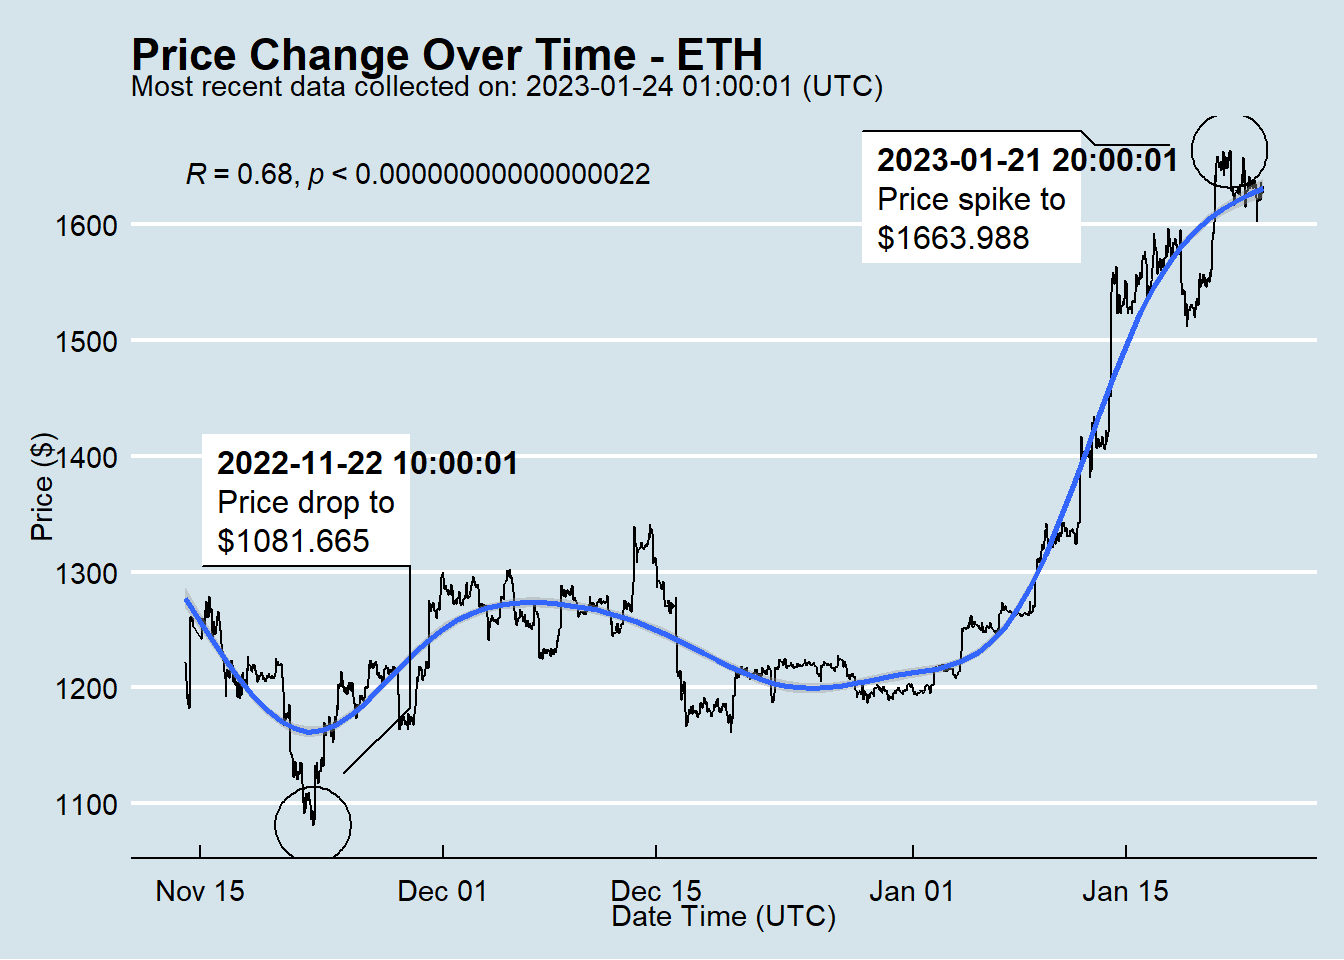 Price Change Over Time - ETH
Most recent data collected on: 2023-01-24 01:00:01 (UTC)
R = 0.68, p < 0.00000000000000022
2023-01-21 20:00:01
Price spike to
$1663.988
2022-11-22 10:00:01
Price drop to
$1081.665
Price ($)
1600
1500
1400
1300
1200
1100
Nov 15
Dec 01
Dec 15
Jan 01
Jan 15
Date Time (UTC)